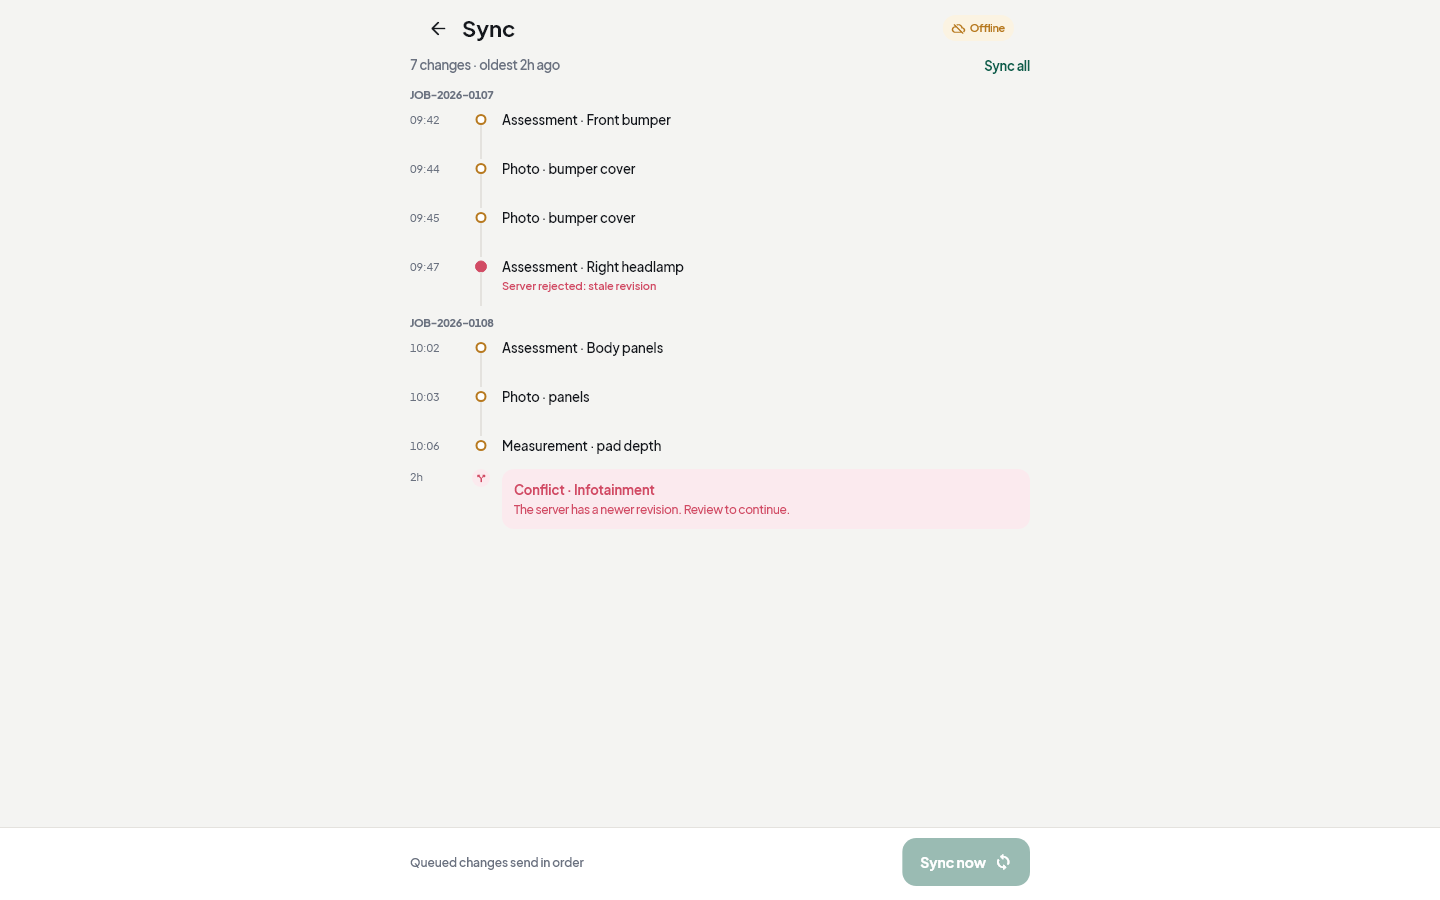 Sync
Offline
7 changes · oldest 2h ago
Sync all
JOB-2026-0107
09:42 Assessment · Front bumper
09:44 Photo · bumper cover
09:45 Photo · bumper cover
09:47 Assessment · Right headlamp
Server rejected: stale revision
JOB-2026-0108
10:02 Assessment · Body panels
10:03 Photo · panels
10:06 Measurement · pad depth
2h Conflict · Infotainment
The server has a newer revision. Review to continue.
Queued changes send in order
Sync now